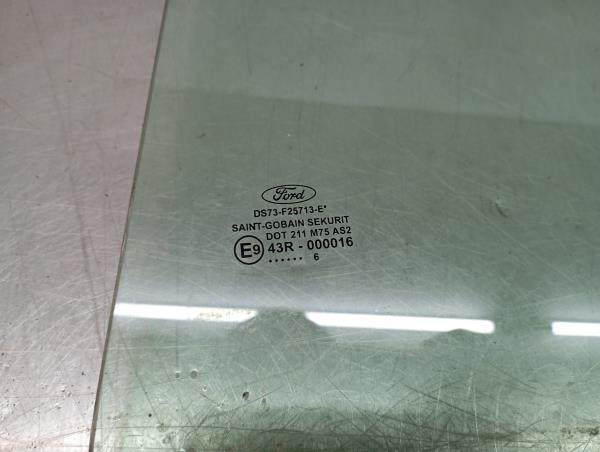 Ford
DS73-F25713-E*
SAINT-GOBAIN SEKURIT
DOT 211 M75 AS2
E9 43R - 000016
...... 6